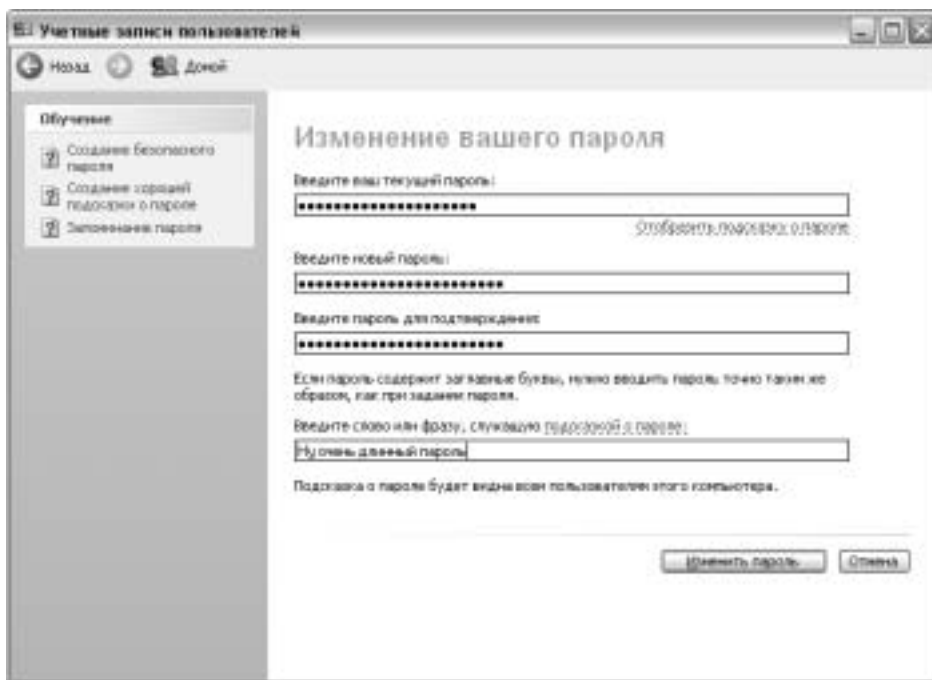 Учетные записи пользователей
Назад
Домой
Обучение
Создание безопасного
пароля
Создание хорошей
подсказки о пароле
Запоминание пароля
Изменение вашего пароля
Введите ваш текущий пароль:
Отобразить подсказку о пароле
Введите новый пароль:
Введите пароль для подтверждения:
Если пароль содержит заглавные буквы, нужно вводить пароль точно таким же
образом, как при задании пароля.
Введите слово или фразу, служащую подсказкой о пароле:
Ну очень длинный пароль
Подсказка о пароле будет видна всем пользователям этого компьютера.
Изменить пароль
Отмена